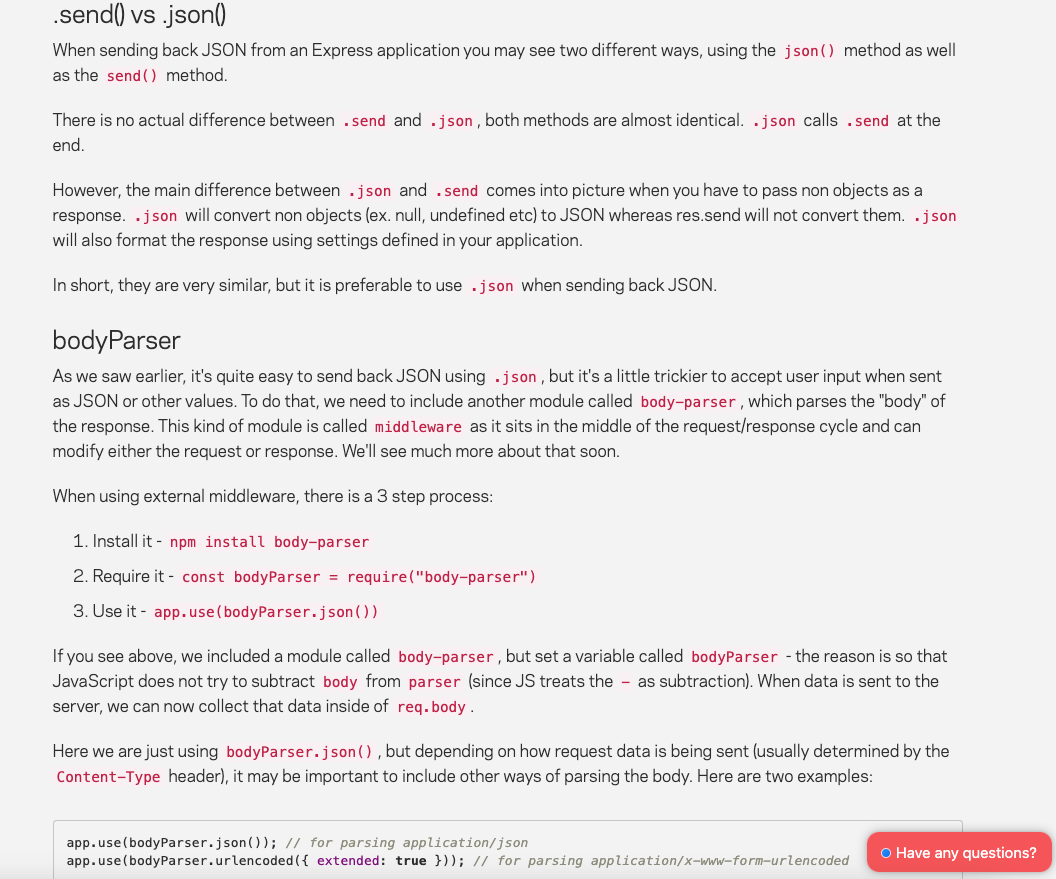 .send() vs .json()
When sending back JSON from an Express application you may see two different ways, using the json() method as well
as the send() method.
There is no actual difference between .send and .json , both methods are almost identical. .json calls .send at the
end.
However, the main difference between .json and .send comes into picture when you have to pass non objects as a
response. .json will convert non objects (ex. null, undefined etc) to JSON whereas res.send will not convert them. .json
will also format the response using settings defined in your application.
In short, they are very similar, but it is preferable to use .json when sending back JSON.
bodyParser
As we saw earlier, it's quite easy to send back JSON using .json , but it's a little trickier to accept user input when sent
as JSON or other values. To do that, we need to include another module called body-parser , which parses the "body" of
the response. This kind of module is called middleware as it sits in the middle of the request/response cycle and can
modify either the request or response. We'll see much more about that soon.
When using external middleware, there is a 3 step process:
1. Install it - npm install body-parser
2. Require it - const bodyParser = require("body-parser")
3. Use it - app.use(bodyParser.json())
If you see above, we included a module called body-parser , but set a variable called bodyParser - the reason is so that
JavaScript does not try to subtract body from parser (since JS treats the - as subtraction). When data is sent to the
server, we can now collect that data inside of req.body .
Here we are just using bodyParser.json() , but depending on how request data is being sent (usually determined by the
Content-Type header), it may be important to include other ways of parsing the body. Here are two examples:
app.use(bodyParser.json()); // for parsing application/json
app.use(bodyParser.urlencoded({ extended: true })); // for parsing application/x-www-form-urlencoded
Have any questions?